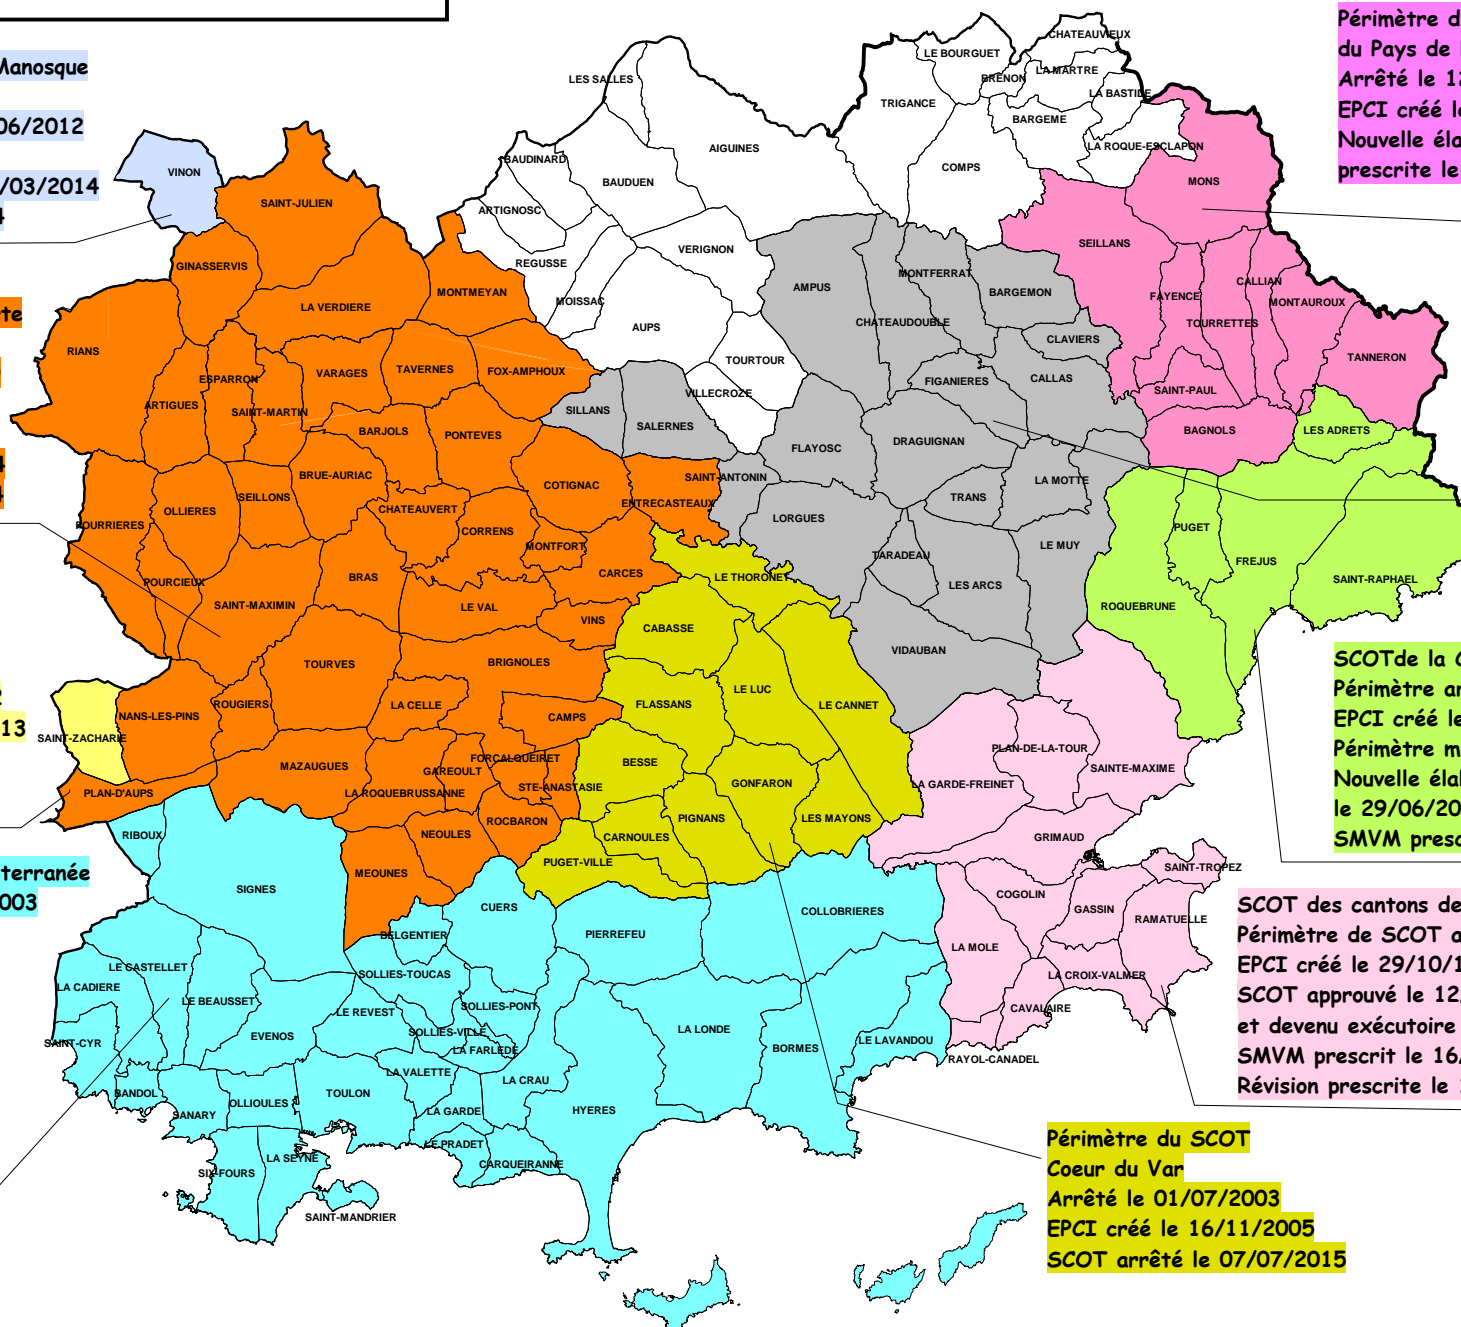 Manosque
06/2012
/03/2014
4
Périmètre d
du Pays de
Arrêté le 12
EPCI créé le
Nouvelle éla
prescrite le
CHATEAUVIEUX
LE BOURGUET
LA MARTRE
BRENON
LES SALLES
LA BASTIDE
TRIGANCE
BARGEME
AIGUINES
LA ROQUE-ESCLAPON
BAUDINARD
COMPS
VINON
BAUDUEN
MONS
SAINT-JULIEN
ARTIGNOSC
VERIGNON
SEILLANS
REGUSSE
GINASSERVIS
MONTFERRAT
CALLIAN
AMPUS
BARGEMON
MONTMEYAN
FAYENCE
MOISSAC
MONTAUROUX
LA VERDIERE
te
CHATEAUDOUBLE
TOURRETTES
AUPS
CLAVIERS
RIANS
TANNERON
TOURTOUR
TAVERNES
FOX-AMPHOUX
VARAGES
ESPARRON
CALLAS
FIGANIERES
SAINT-PAUL
VILLECROZE
ARTIGUES
SAINT-MARTIN
SILLANS
SALERNES
BARJOLS
PONTEVES
BAGNOLS
LES ADRETS
DRAGUIGNAN
FLAYOSC
4
BRUE-AURIAC
SAINT-ANTONIN
LA MOTTE
COTIGNAC
SEILLONS
4
TRANS
ENTRECASTEAUX
CHATEAUVERT
OLLIERES
LORGUES
POURRIERES
PUGET
CORRENS
MONTFORT
LE MUY
TARADEAU
FREJUS
CARCES
LE THORONET
BRAS
SAINT-RAPHAEL
POURCIEUX
LES ARCS
SAINT-MAXIMIN
LE VAL
ROQUEBRUNE
VINS
CABASSE
VIDAUBAN
TOURVES
BRIGNOLES
SCOTde la C
Périmètre ar
EPCI créé le
Périmètre m
Nouvelle élab
le 29/06/20
SMVM presc
LE LUC
13
ROUGIERS
LA CELLE
FLASSANS
LE CANNET
NANS-LES-PINS
CAMPS
SAINT-ZACHARIE
PLAN-DE-LA-TOUR
FORCALQUEIRET
BESSE
MAZAUGUES
GAREOULT
SAINTE-MAXIME
GONFARON
LA GARDE-FREINET
STE-ANASTASIE
PLAN-D'AUPS
LA ROQUEBRUSSANNE
PIGNANS
LES MAYONS
ROCBARON
RIBOUX
NEOULES
CARNOULES
GRIMAUD
PUGET-VILLE
SAINT-TROPEZ
MEOUNES
terranée
003
SIGNES
COGOLIN
CUERS
GASSIN
COLLOBRIERES
RAMATUELLE
BELGENTIER
PIERREFEU
LA MOLE
SCOT des cantons de
Périmètre de SCOT a
EPCI créé le 29/10/1
SCOT approuvé le 12/
et devenu exécutoire
SMVM prescrit le 16/
Révision prescrite le
LE CASTELLET
SOLLIES-TOUCAS
LA CROIX-VALMER
LA CADIERE
LE BEAUSSET
SOLLIES-PONT
CAVALAIRE
LE REVEST
LA LONDE
SOLLIES-VILLE
EVENOS
LE LAVANDOU
SAINT-CYR
LA FARLEDE
BORMES
RAYOL-CANADEL
LA VALETTE
LA CRAU
BANDOL
TOULON
OLLIOULES
SANARY
LA GARDE
HYERES
LE PRADET
LA SEYNE
CARQUEIRANNE
SIX-FOURS
SAINT-MANDRIER
Périmètre du SCOT
Coeur du Var
Arrêté le 01/07/2003
EPCI créé le 16/11/2005
SCOT arrêté le 07/07/2015